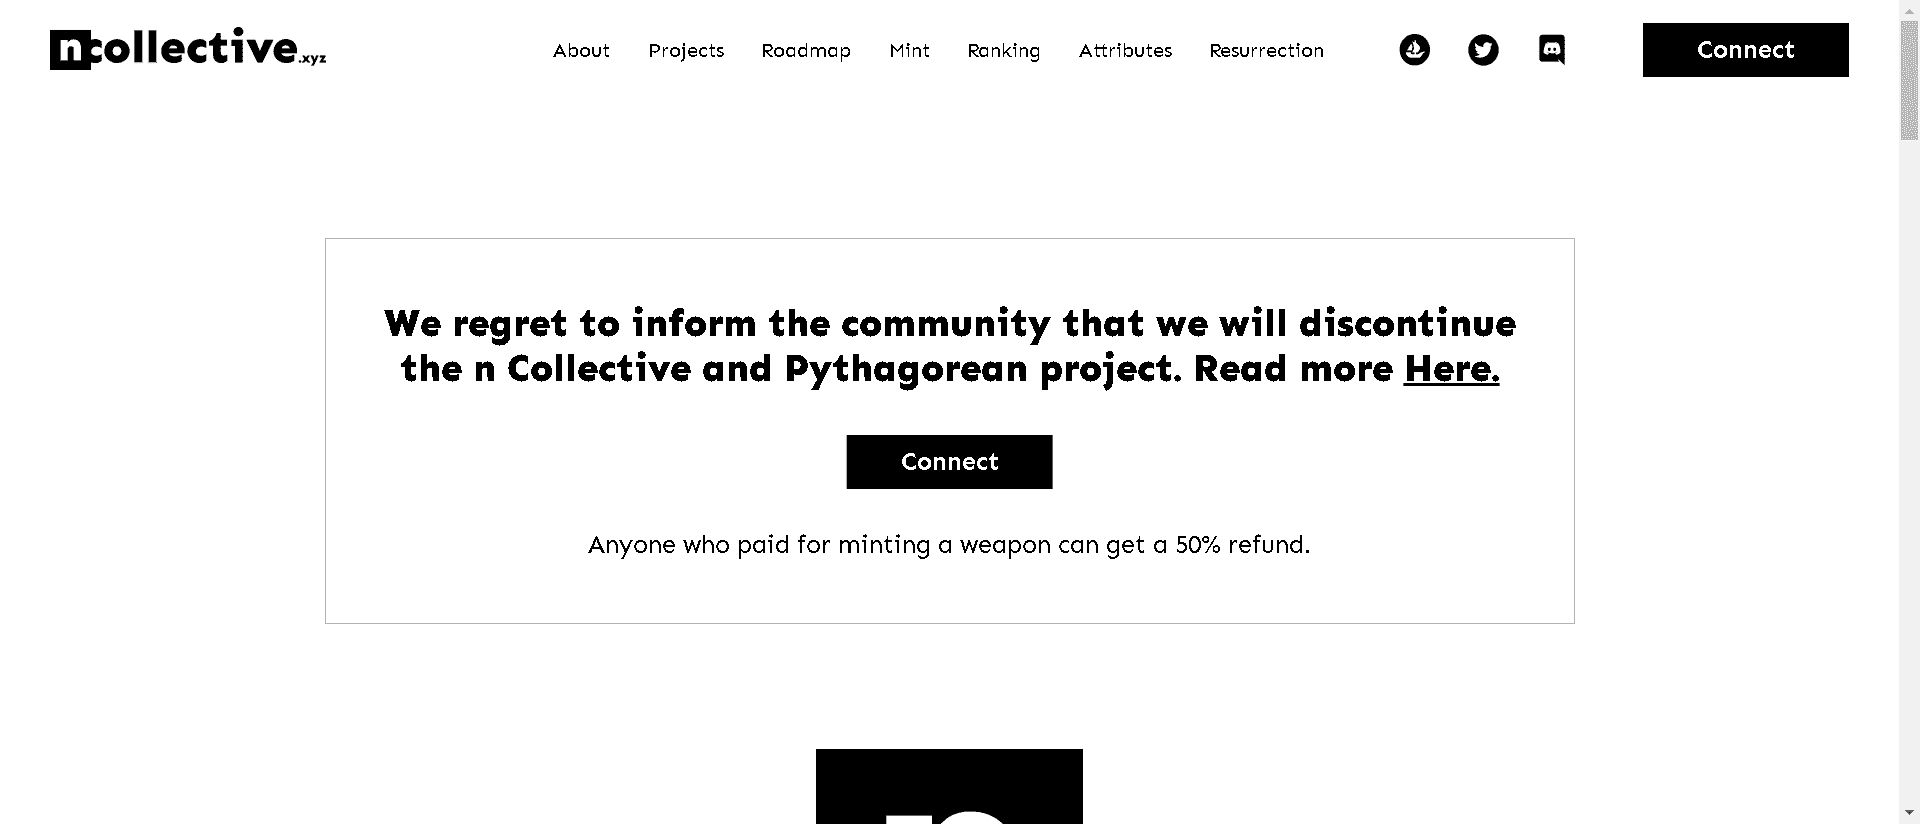 ncollective.xyz
About Projects Roadmap Mint Ranking Attributes Resurrection Connect
We regret to inform the community that we will discontinue
the n Collective and Pythagorean project. Read more Here.
Connect
Anyone who paid for minting a weapon can get a 50% refund.